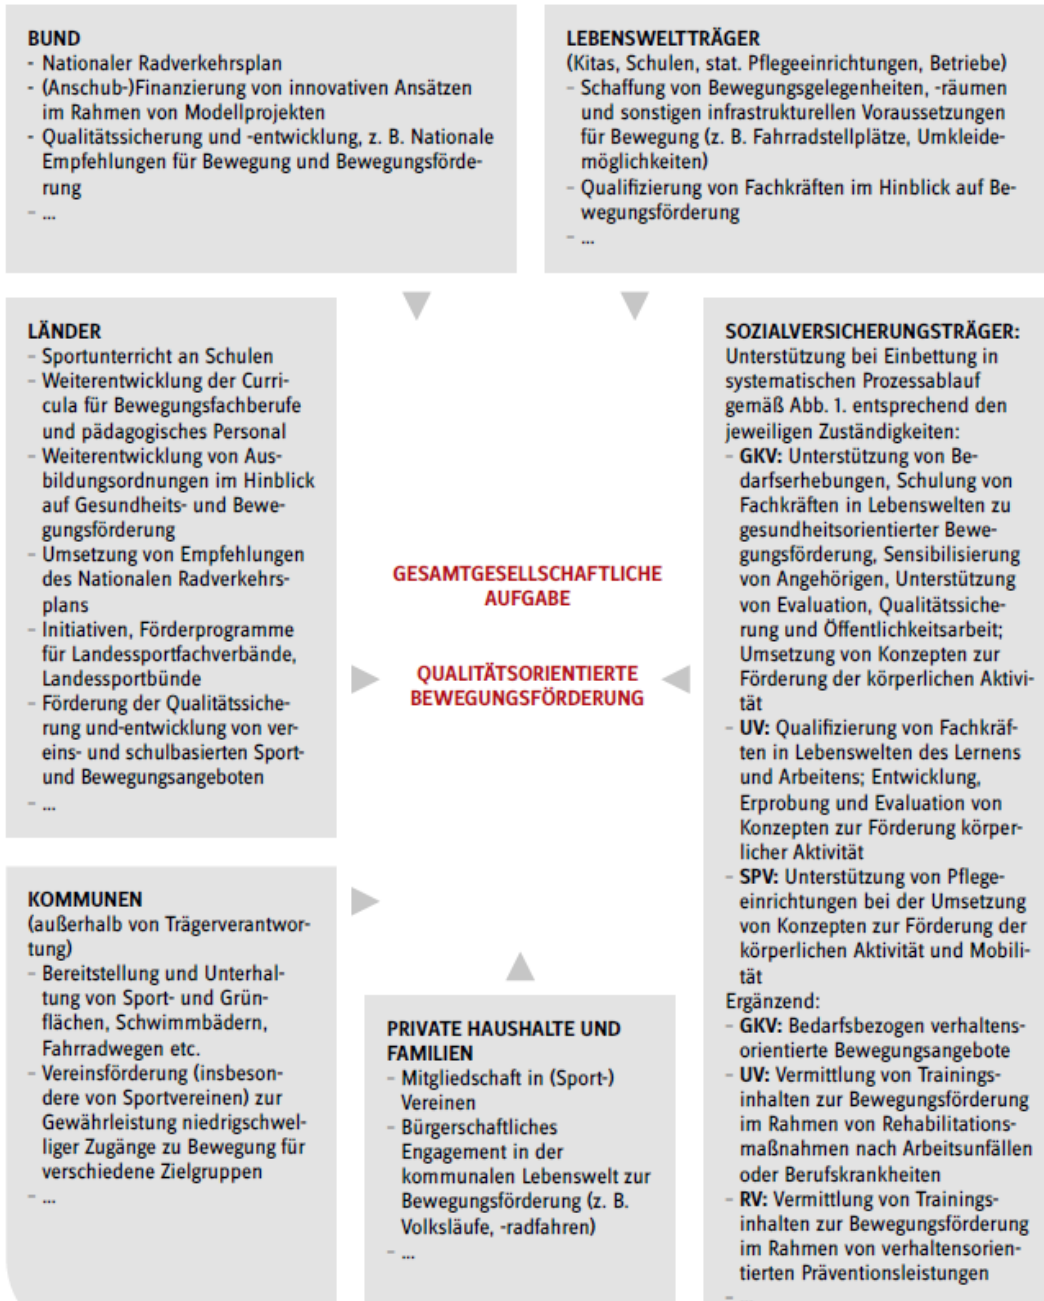 BUND
- Nationaler Radverkehrsplan
- (Anschub-)Finanzierung von innovativen Ansätzen
im Rahmen von Modellprojekten
- Qualitätssicherung und -entwicklung, z. B. Nationale
Empfehlungen für Bewegung und Bewegungsförde-
rung
- ...
LEBENSWELTTRÄGER
(Kitas, Schulen, stat. Pflegeeinrichtungen, Betriebe)
- Schaffung von Bewegungsgelegenheiten, -räumen
und sonstigen infrastrukturellen Voraussetzungen
für Bewegung (z. B. Fahrradstellplätze, Umkleide-
möglichkeiten)
- Qualifizierung von Fachkräften im Hinblick auf Be-
wegungsförderung
- ...
LÄNDER
- Sportunterricht an Schulen
- Weiterentwicklung der Curri-
cula für Bewegungsfachberufe
und pädagogisches Personal
- Weiterentwicklung von Aus-
bildungsordnungen im Hinblick
auf Gesundheits- und Bewe-
gungsförderung
- Umsetzung von Empfehlungen
des Nationalen Radverkehrs-
plans
- Initiativen, Förderprogramme
für Landessportfachverbände,
Landessportbünde
- Förderung der Qualitätssiche-
rung und-entwicklung von ver-
eins- und schulbasierten Sport-
und Bewegungsangeboten
- ...
GESAMTGESELLSCHAFTLICHE
AUFGABE
QUALITÄTSORIENTIERTE
BEWEGUNGSFÖRDERUNG
SOZIALVERSICHERUNGSTRÄGER:
Unterstützung bei Einbettung in
systematischen Prozessablauf
gemäß Abb. 1. entsprechend den
jeweiligen Zuständigkeiten:
- GKV: Unterstützung von Be-
darfserhebungen, Schulung von
Fachkräften in Lebenswelten zu
gesundheitsorientierter Bewe-
gungsförderung, Sensibilisierung
von Angehörigen, Unterstützung
von Evaluation, Qualitätssiche-
rung und Öffentlichkeitsarbeit;
Umsetzung von Konzepten zur
Förderung der körperlichen Aktivi-
tät
- UV: Qualifizierung von Fachkräf-
ten in Lebenswelten des Lernens
und Arbeitens; Entwicklung,
Erprobung und Evaluation von
Konzepten zur Förderung körper-
licher Aktivität
- SPV: Unterstützung von Pflege-
einrichtungen bei der Umsetzung
von Konzepten zur Förderung der
körperlichen Aktivität und Mobili-
tät
Ergänzend:
- GKV: Bedarfsbezogen verhaltens-
orientierte Bewegungsangebote
- UV: Vermittlung von Trainings-
inhalten zur Bewegungsförderung
im Rahmen von Rehabilitations-
maßnahmen nach Arbeitsunfällen
oder Berufskrankheiten
- RV: Vermittlung von Trainings-
inhalten zur Bewegungsförderung
im Rahmen von verhaltensorien-
tierten Präventionsleistungen
- ...
KOMMUNEN
(außerhalb von Trägerverantwor-
tung)
- Bereitstellung und Unterhal-
tung von Sport- und Grün-
flächen, Schwimmbädern,
Fahrradwegen etc.
- Vereinsförderung (insbeson-
dere von Sportvereinen) zur
Gewährleistung niedrigschwel-
liger Zugänge zu Bewegung für
verschiedene Zielgruppen
- ...
PRIVATE HAUSHALTE UND
FAMILIEN
- Mitgliedschaft in (Sport-)
Vereinen
- Bürgerschaftliches
Engagement in der
kommunalen Lebenswelt zur
Bewegungsförderung (z. B.
Volksläufe, -radfahren)
- ...